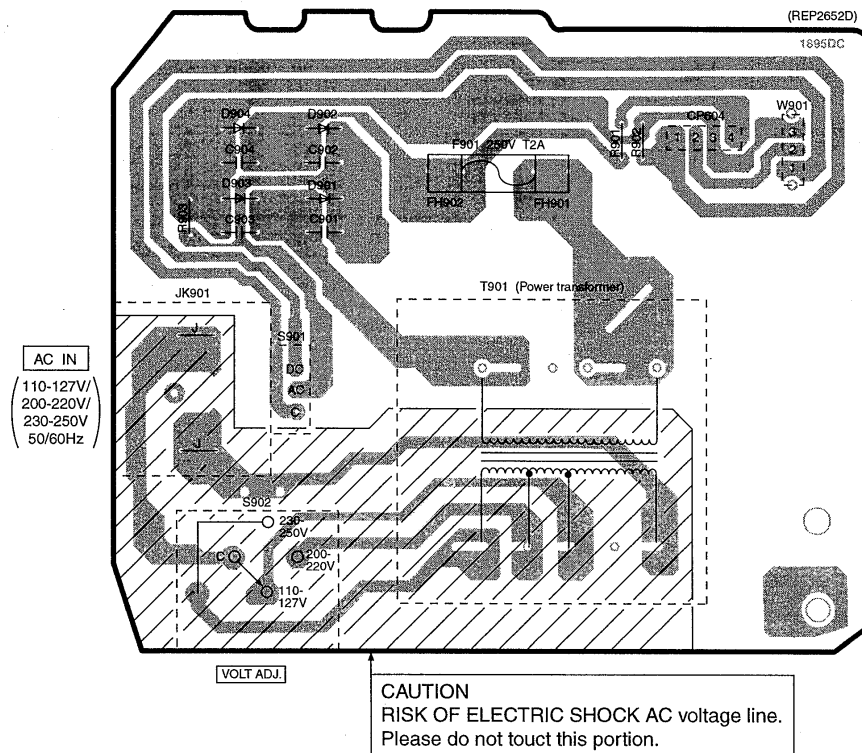 (REP2652D)
1895DC
D904
D902
W901
CP604
C904
C902
F901 250V T2A
R901
R902
1 2 3 4
3
2
1
D903
D901
R903
C903
C901
FH902
FH901
JK901
T901 (Power transformer)
S901
J
DC
AC
C
AC IN
110-127V/
200-220V/
230-250V
50/60Hz
J
S902
230-
250V
C
200-
220V
110-
127V
VOLT ADJ.
CAUTION
RISK OF ELECTRIC SHOCK AC voltage line.
Please do not touct this portion.